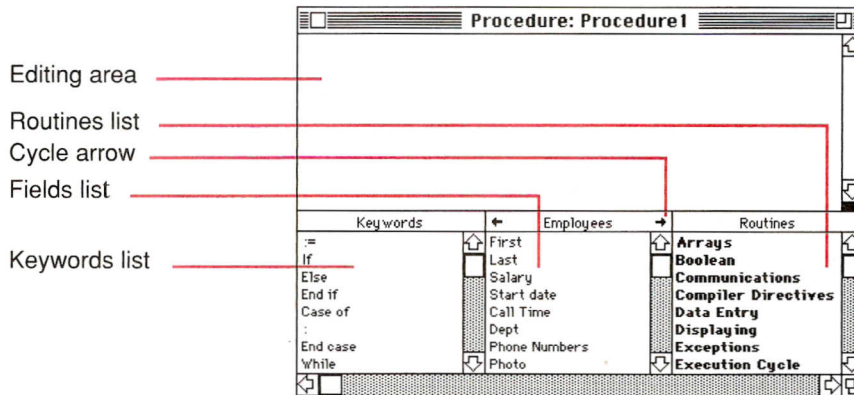 Procedure: Procedure1
Editing area
Routines list
Cycle arrow
Fields list
Keywords list
Keywords
← Employees →
Routines
:=
If
Else
End if
Case of
:
End case
While
First
Last
Salary
Start date
Call Time
Dept
Phone Numbers
Photo
Arrays
Boolean
Communications
Compiler Directives
Data Entry
Displaying
Exceptions
Execution Cycle